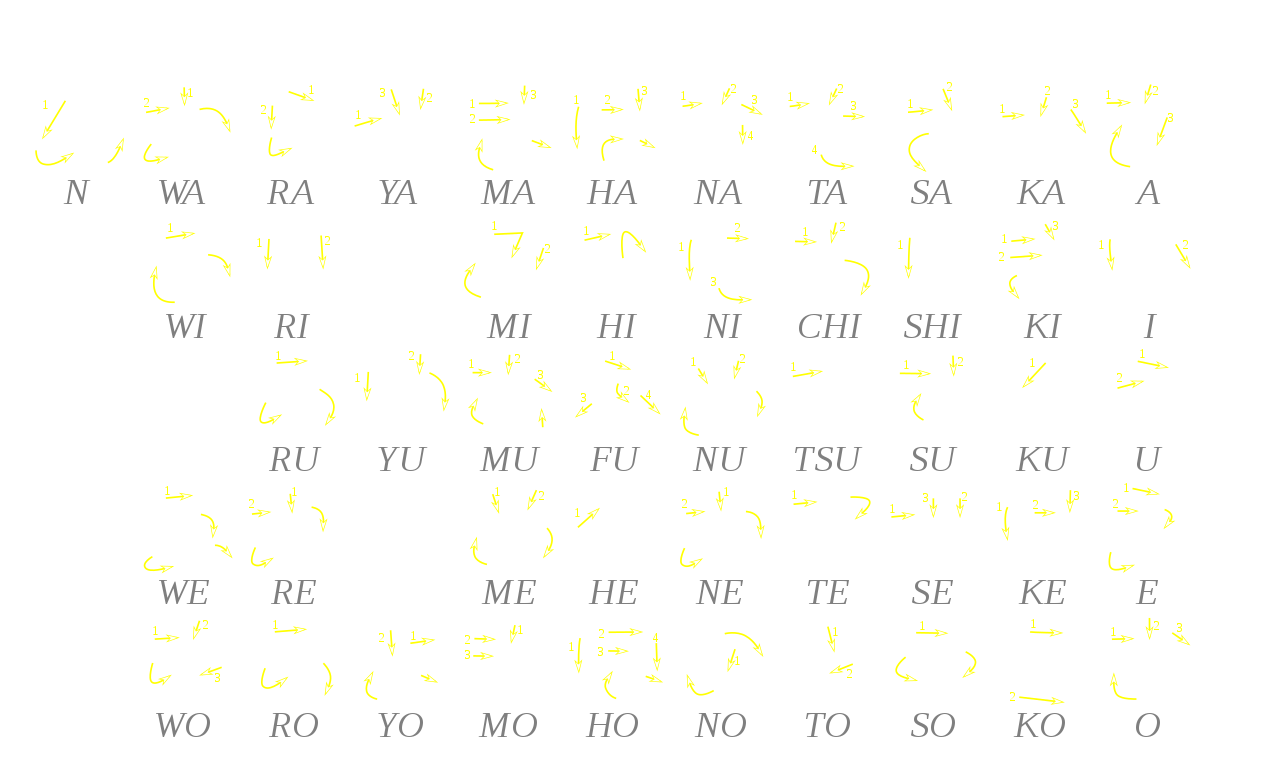 N WA RA YA MA HA NA TA SA KA A
WI RI MI HI NI CHI SHI KI I
RU YU MU FU NU TSU SU KU U
WE RE ME HE NE TE SE KE E
WO RO YO MO HO NO TO SO KO O